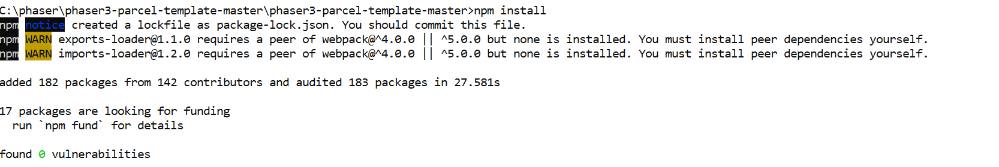 C:\phaser\phaser3-parcel-template-master\phaser3-parcel-template-master>npm install
npm notice created a lockfile as package-lock.json. You should commit this file.
npm WARN exports-loader@1.1.0 requires a peer of webpack@^4.0.0 || ^5.0.0 but none is installed. You must install peer dependencies yourself.
npm WARN imports-loader@1.2.0 requires a peer of webpack@^4.0.0 || ^5.0.0 but none is installed. You must install peer dependencies yourself.
added 182 packages from 142 contributors and audited 183 packages in 27.581s
17 packages are looking for funding
run `npm fund` for details
found 0 vulnerabilities